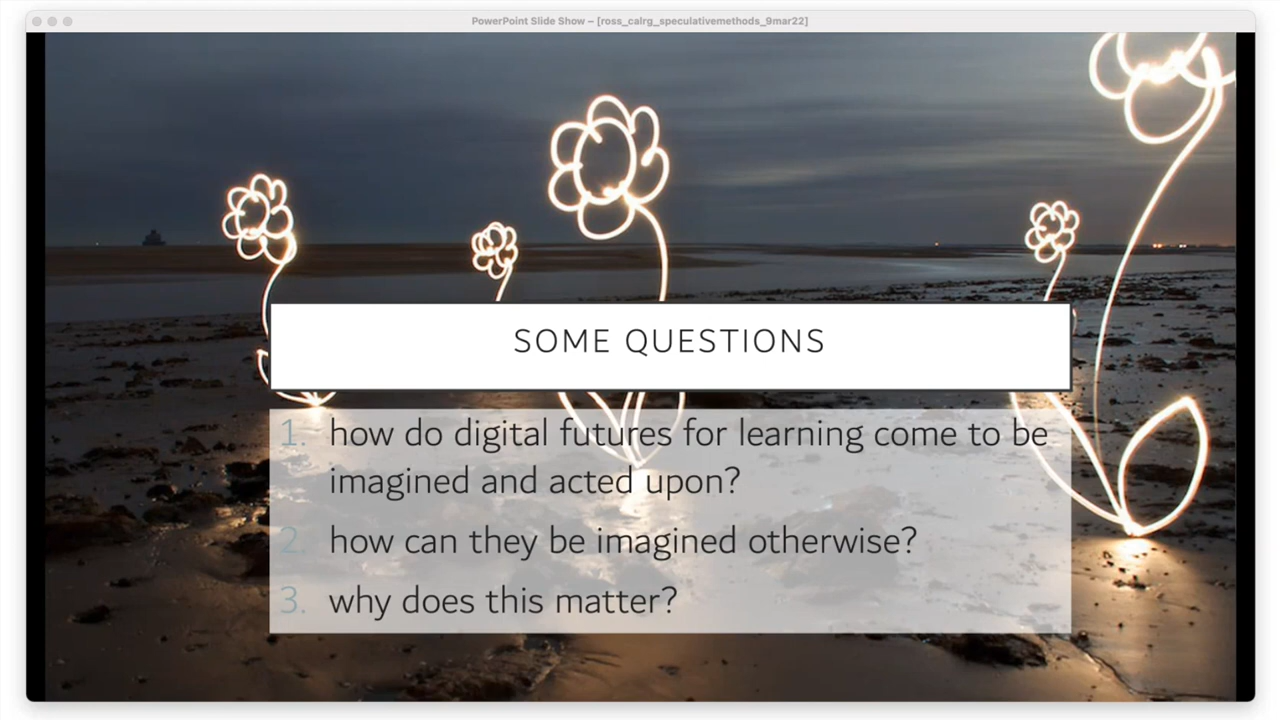 PowerPoint Slide Show – [ross_calrg_speculativemethods_9mar22]
SOME QUESTIONS
1. how do digital futures for learning come to be
imagined and acted upon?
2. how can they be imagined otherwise?
3. why does this matter?